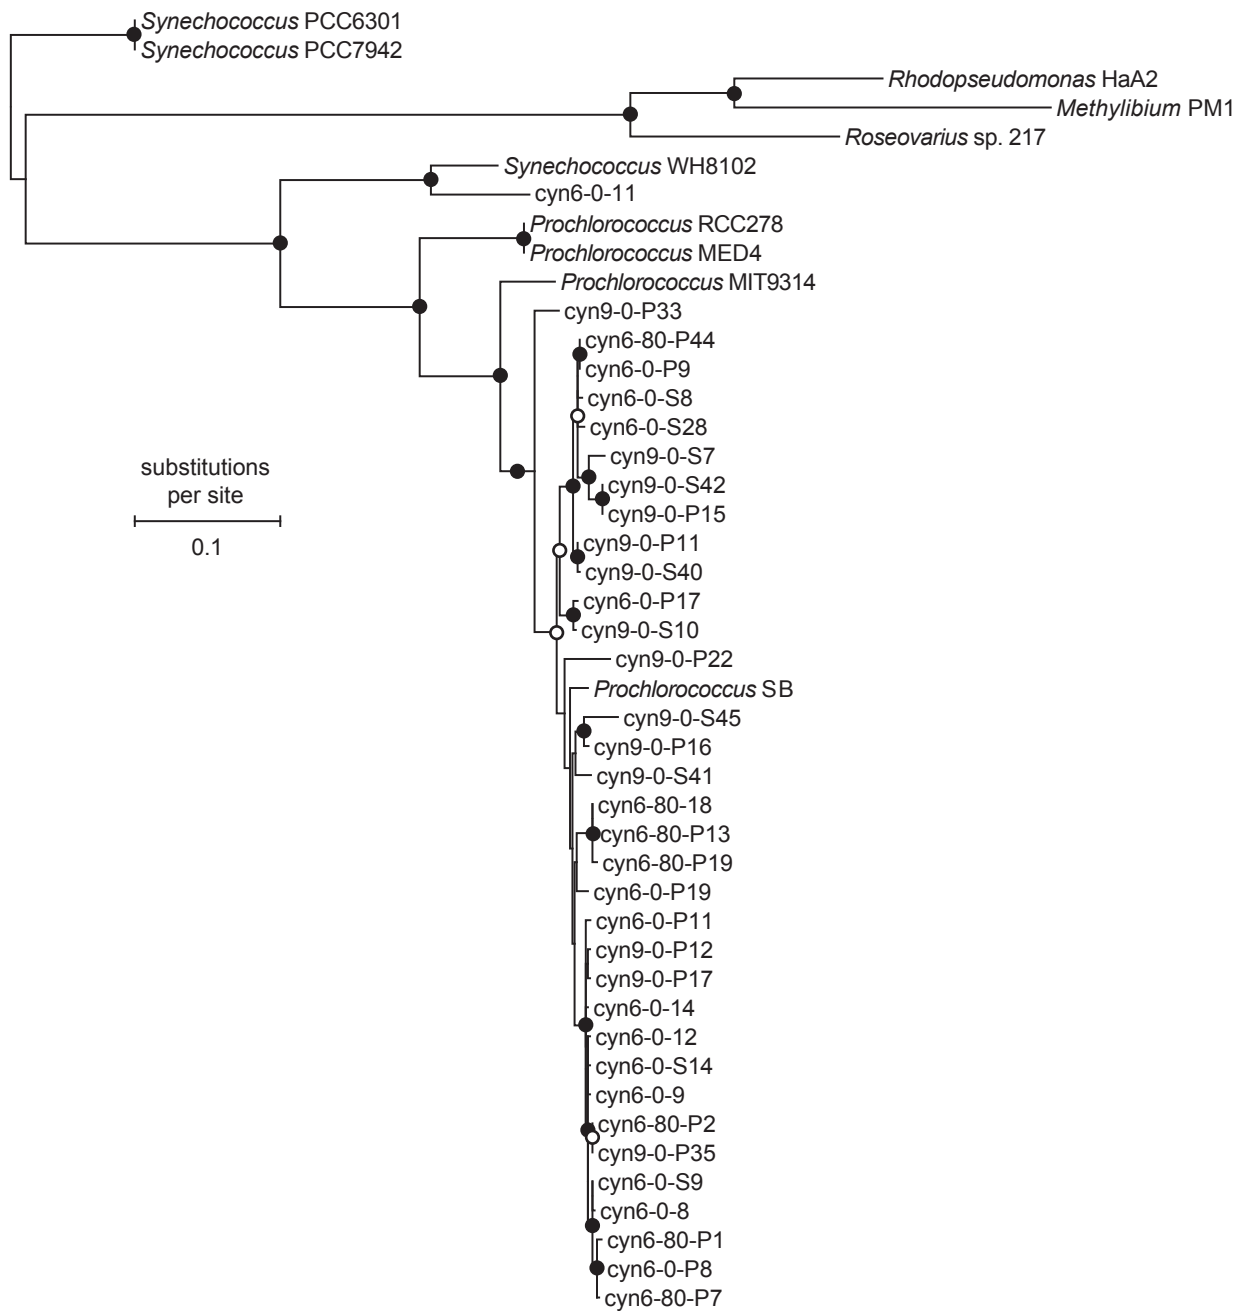 Synechococcus PCC6301
Synechococcus PCC7942
Rhodopseudomonas HaA2
Methylibium PM1
Roseovarius sp. 217
Synechococcus WH8102
cyn6-0-11
Prochlorococcus RCC278
Prochlorococcus MED4
Prochlorococcus MIT9314
cyn9-0-P33
cyn6-80-P44
cyn6-0-P9
cyn6-0-S8
cyn6-0-S28
cyn9-0-S7
substitutions
per site
0.1
cyn9-0-S42
cyn9-0-P15
cyn9-0-P11
cyn9-0-S40
cyn6-0-P17
cyn9-0-S10
cyn9-0-P22
Prochlorococcus SB
cyn9-0-S45
cyn9-0-P16
cyn9-0-S41
cyn6-80-18
cyn6-80-P13
cyn6-80-P19
cyn6-0-P19
cyn6-0-P11
cyn9-0-P12
cyn9-0-P17
cyn6-0-14
cyn6-0-12
cyn6-0-S14
cyn6-0-9
cyn6-80-P2
cyn9-0-P35
cyn6-0-S9
cyn6-0-8
cyn6-80-P1
cyn6-0-P8
cyn6-80-P7